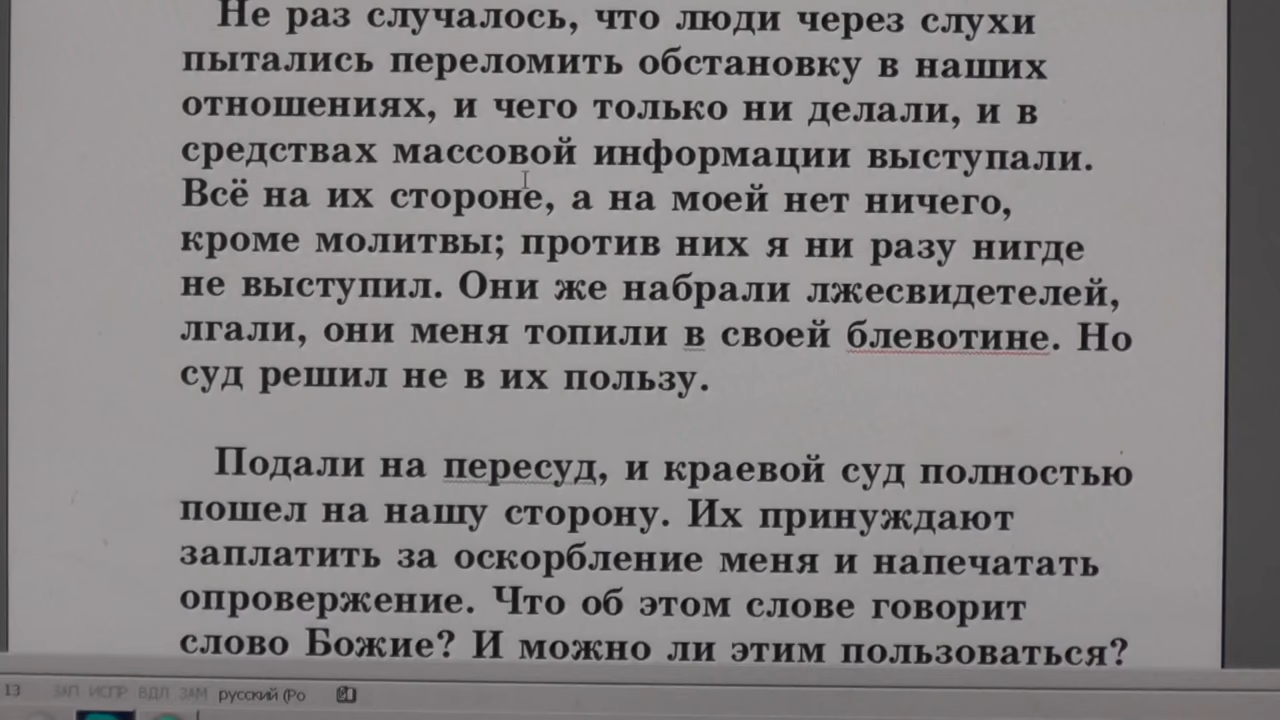 Не раз случалось, что люди через слухи
пытались переломить обстановку в наших
отношениях, и чего только ни делали, и в
средствах массовой информации выступали.
Всё на их стороне, а на моей нет ничего,
кроме молитвы; против них я ни разу нигде
не выступил. Они же набрали лжесвидетелей,
лгали, они меня топили в своей блевотине. Но
суд решил не в их пользу.
Подали на пересуд, и краевой суд полностью
пошел на нашу сторону. Их принуждают
заплатить за оскорбление меня и напечатать
опровержение. Что об этом слове говорит
слово Божие? И можно ли этим пользоваться?
13 ЗАП ИСПР ВДЛ ЗАМ русский (Ро